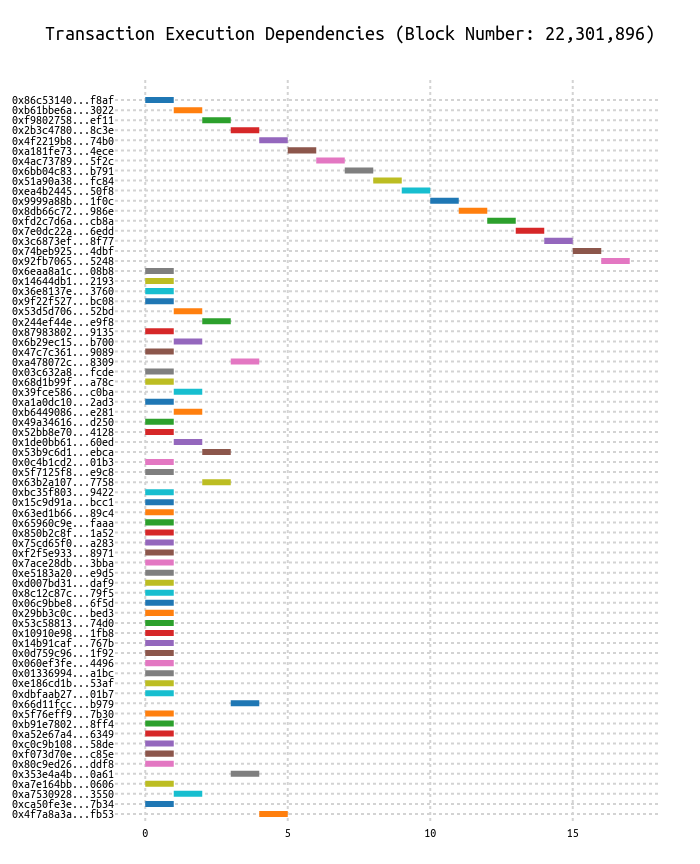 Transaction Execution Dependencies (Block Number: 22,301,896)
0x86c53140...f8af
0xb61bbe6a...3022
0xf9802758...ef11
0x2b3c4780...8c3e
0x4f2219b8...74b0
0xa181fe73...4ece
0x4ac73789...5f2c
0x6bb04c83...b791
0x51a90a38...fc84
0xea4b2445...50f8
0x9999a88b...1f0c
0x8db66c72...986e
0xfd2c7d6a...cbba
0x7e0dc22a...6edd
0x3c6873ef...8f77
0x74beb925...4dbf
0x92fb7065...5248
0x6eaa8a1c...08b8
0x14644db1...2193
0x36e8137e...3760
0x9f22f527...bc08
0x53d5d706...52bd
0x244ef44e...e9f8
0x87983802...9135
0x6b29ec15...b700
0x47c7c361...9089
0xa478072c...8309
0x03c632a8...fcde
0x68d1b99f...a78c
0x39fce586...c0ba
0xa1a0dc10...2ad3
0xb6449086...e281
0x49a34616...d250
0x52bb8e70...4128
0x1de0bb61...60ed
0x53b9c6d1...ebca
0x0c4b1cd2...01b3
0x5f7125f8...e9c8
0x63b2a107...7758
0xbc35f803...9422
0x15c9d91a...bcc1
0x63ed1b66...89c4
0x65960c9e...faaa
0x850b2c8f...1a52
0x75cd65f0...a283
0xf2f5e933...8971
0x7ace28db...3bba
0xe5183a20...e9d5
0xd007bd31...daf9
0x8c12c87c...79f5
0x06c9bbe8...6f5d
0x29bb3c0c...bed3
0x53c58813...74d0
0x10910e98...1fb8
0x14b91caf...767b
0x0d759c96...1f92
0x060ef3fe...4496
0x01336994...a1bc
0xe186cd1b...53af
0xdbfaab27...01b7
0x66d11fcc...b979
0x5f76eff9...7b30
0xb91e7802...8ff4
0xa52e67a4...6349
0xc0c9b108...58de
0xf073d70e...c85e
0x80c9ed26...ddf8
0x353e4a4b...0a61
0xa7e164bb...0606
0xa7530928...3550
0xca50fe3e...7b34
0x4f7a8a3a...fb53
0 5 10 15